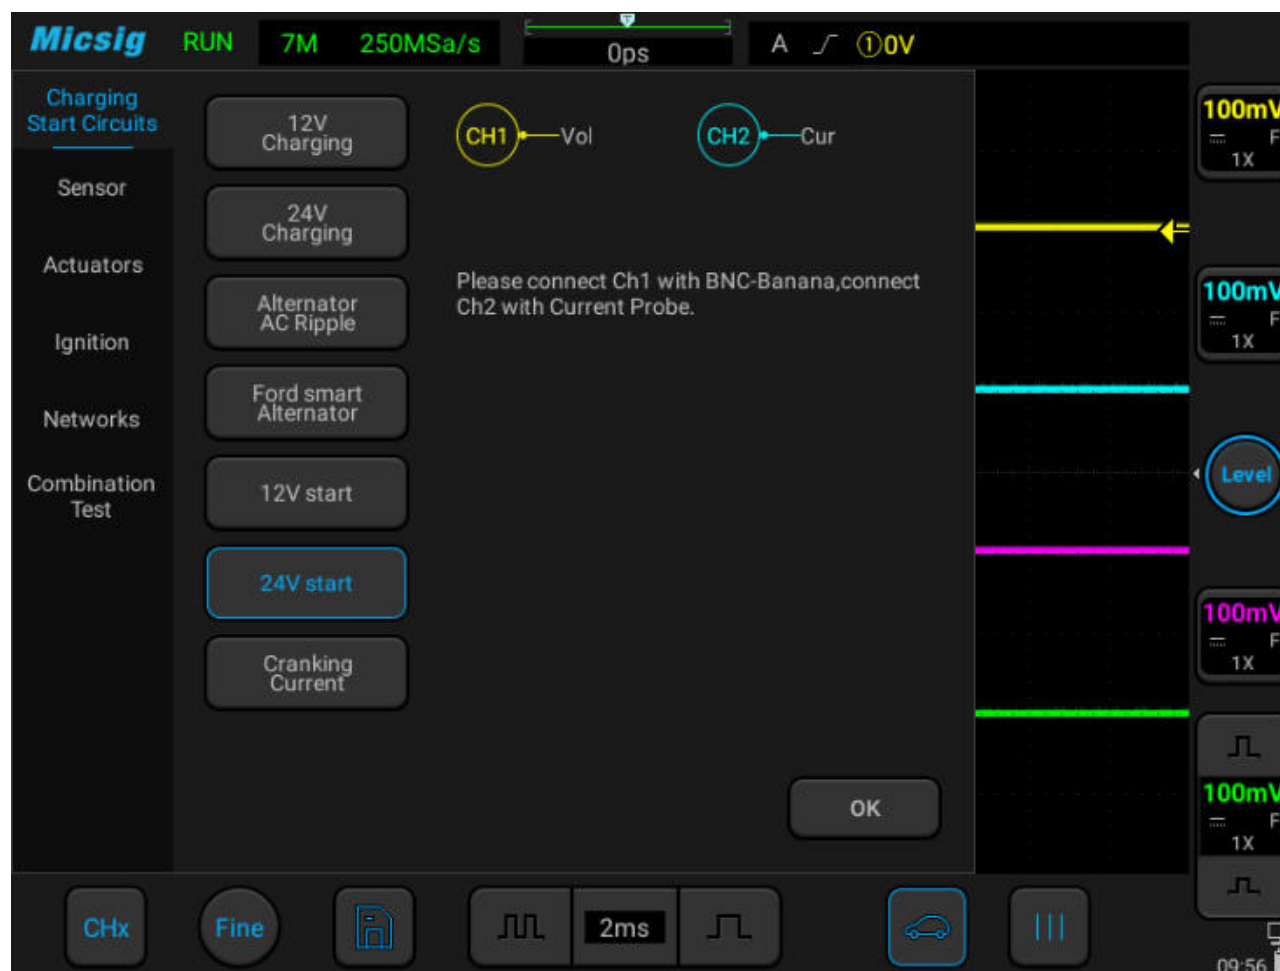 Micsig RUN 7M 250MSa/s T 0ps A ①0V
Charging
Start Circuits
Sensor
Actuators
Ignition
Networks
Combination
Test
12V
Charging
24V
Charging
Alternator
AC Ripple
Ford smart
Alternator
12V start
24V start
Cranking
Current
CH1 Vol CH2 Cur
Please connect Ch1 with BNC-Banana,connect
Ch2 with Current Probe.
OK
100mV
F
1X
100mV
F
1X
Level
100mV
F
1X
100mV
F
1X
CHx Fine 2ms
09:56